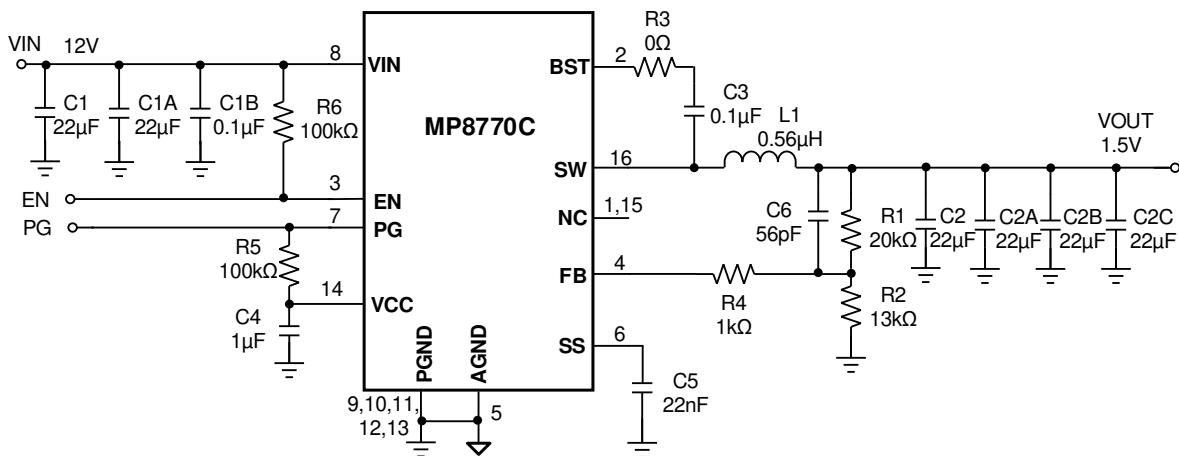 VIN
12V
8
VIN
C1
22µF
C1A
22µF
C1B
0.1µF
R6
100kΩ
EN
3
EN
PG
7
PG
R5
100kΩ
14
VCC
C4
1µF
MP8770C
PGND
AGND
9,10,11,
12,13
5
BST
2
R3
0Ω
C3
0.1µF
SW
16
L1
0.56µH
VOUT
1.5V
NC
1,15
C6
56pF
R1
20kΩ
C2
22µF
C2A
22µF
C2B
22µF
C2C
22µF
FB
4
R4
1kΩ
R2
13kΩ
SS
6
C5
22nF